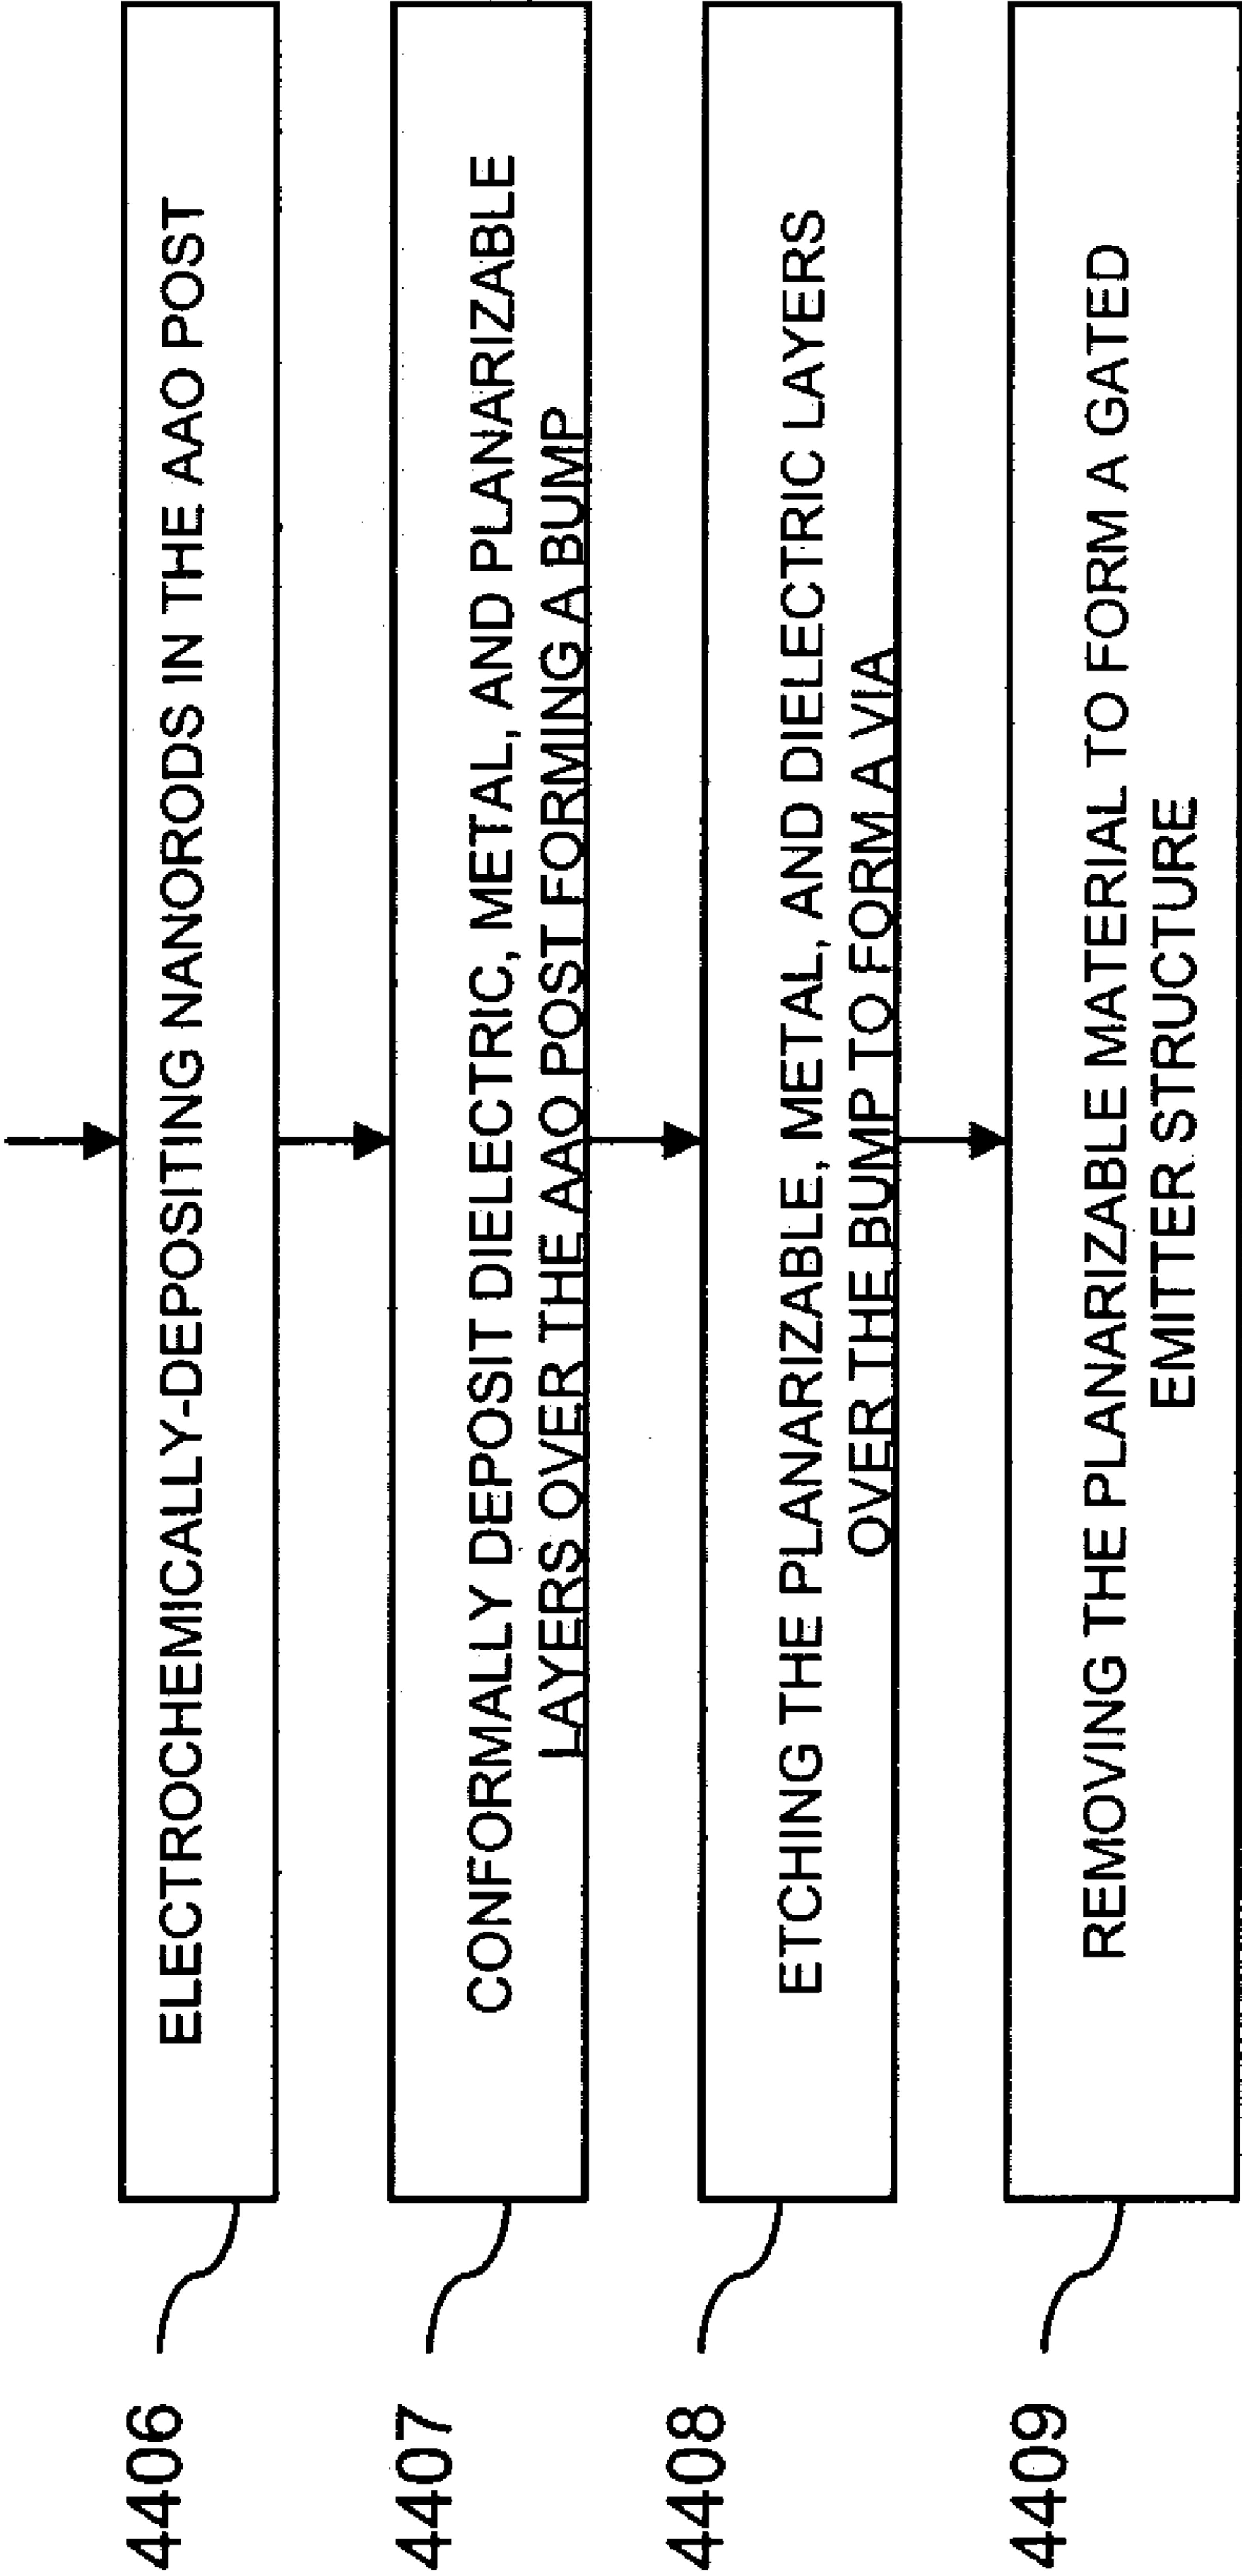 4406
ELECTROCHEMICALLY-DEPOSITING NANORODS IN THE AAO POST
4407
CONFORMALLY DEPOSIT DIELECTRIC, METAL, AND PLANARIZABLE
LAYERS OVER THE AAO POST FORMING A BUMP
4408
ETCHING THE PLANARIZABLE, METAL, AND DIELECTRIC LAYERS
OVER THE BUMP TO FORM A VIA
4409
REMOVING THE PLANARIZABLE MATERIAL TO FORM A GATED
EMITTER STRUCTURE